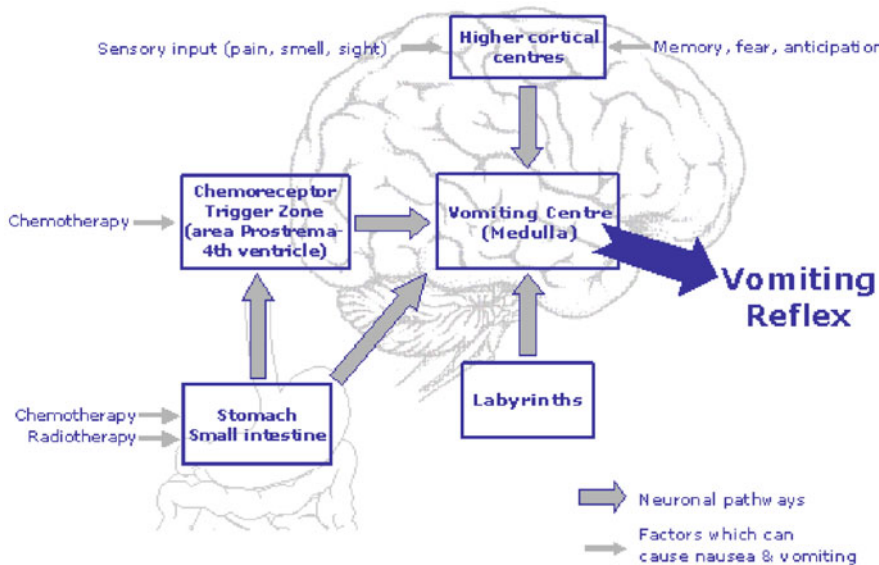 Higher cortical
centres
Sensory input (pain, smell, sight)
Memory, fear, anticipation
Chemoreceptor
Trigger Zone
(area Prostrema-
4th ventricle)
Chemotherapy
Vomiting Centre
(Medulla)
Vomiting
Reflex
Stomach
Small intestine
Chemotherapy
Radiotherapy
Labyrinths
Neuronal pathways
Factors which can
cause nausea & vomiting